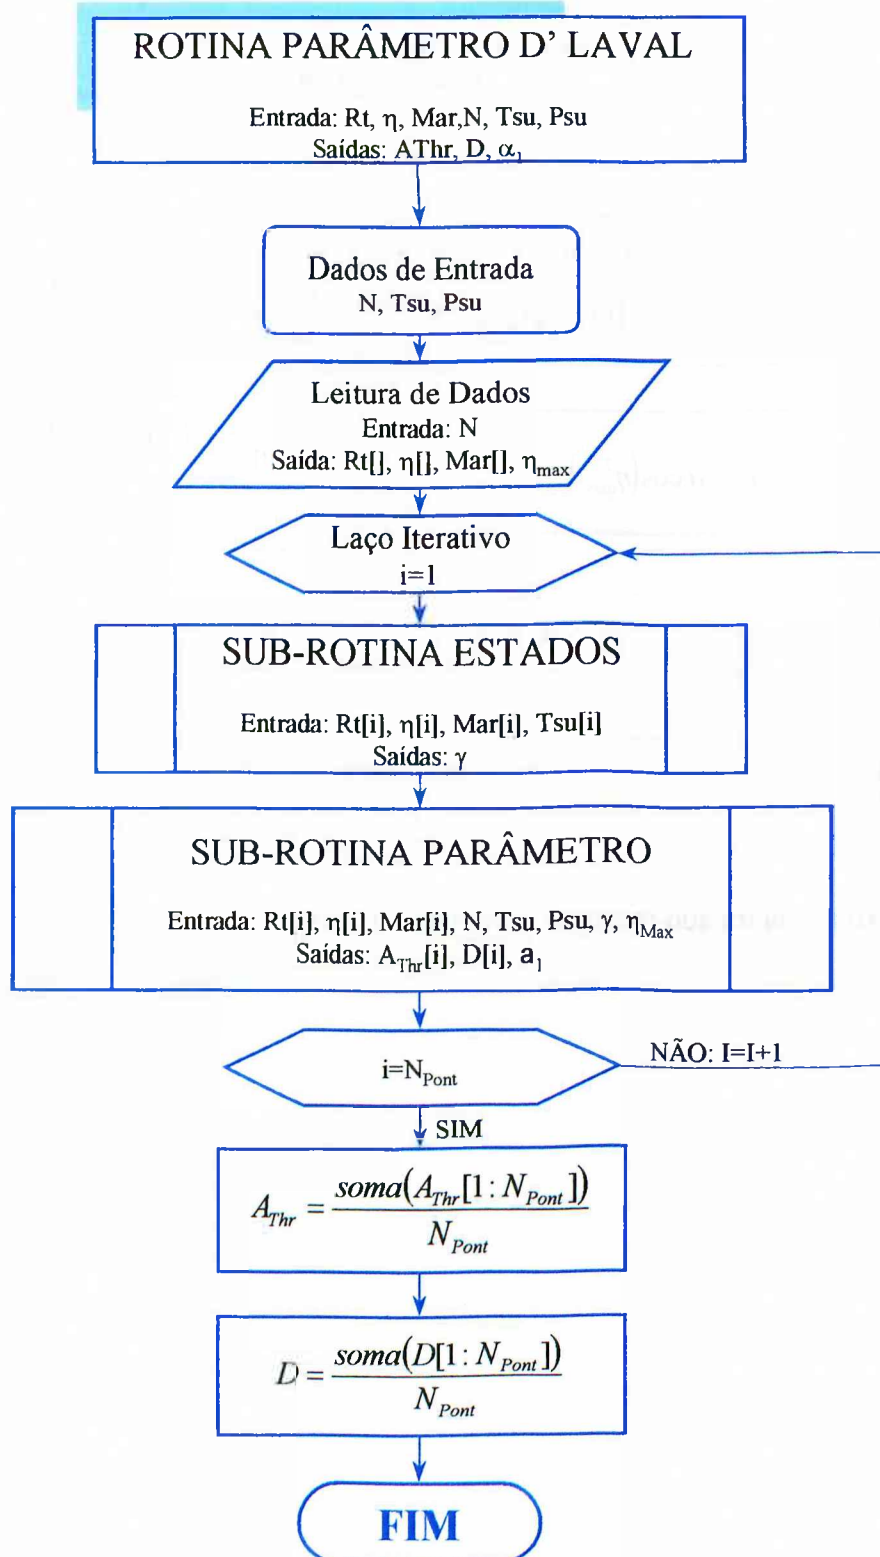 ROTINA PARÂMETRO D’ LAVAL
Entrada: Rt, η, Mar,N, Tsu, Psu
Saídas: AThr, D, α₁
Dados de Entrada
N, Tsu, Psu
Leitura de Dados
Entrada: N
Saída: Rt[], η[], Mar[], ηmax
Laço Iterativo
i=1
SUB-ROTINA ESTADOS
Entrada: Rt[i], η[i], Mar[i], Tsu[i]
Saídas: γ
SUB-ROTINA PARÂMETRO
Entrada: Rt[i], η[i], Mar[i], N, Tsu, Psu, γ, ηMax
Saídas: AThr[i], D[i], a₁
i=NPont
NÃO: I=I+1
SIM
AThr = soma(AThr[1: NPont]) / NPont
D = soma(D[1: NPont]) / NPont
FIM